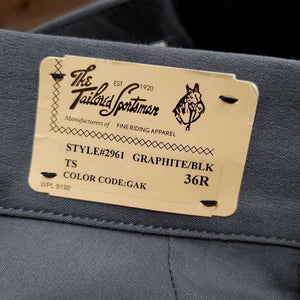 The
EST 1920
Tailored Sportsman
Manufacturers of FINE RIDING APPAREL
STYLE#2961 GRAPHITE/BLK
TS 36R
COLOR CODE:GAK
WPL 9192